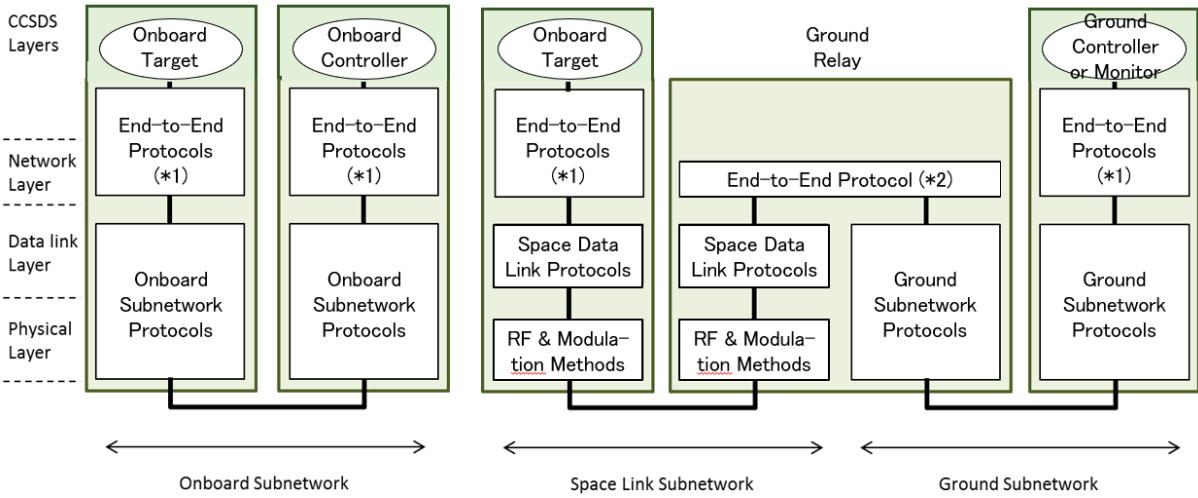 CCSDS
Layers
Onboard
Target
Onboard
Controller
Onboard
Target
Ground
Relay
Ground
Controller
or Monitor
End-to-End
Protocols
(*1)
End-to-End
Protocols
(*1)
End-to-End
Protocols
(*1)
End-to-End Protocol (*2)
End-to-End
Protocols
(*1)
Network
Layer
Data link
Layer
Onboard
Subnetwork
Protocols
Onboard
Subnetwork
Protocols
Space Data
Link Protocols
Space Data
Link Protocols
Ground
Subnetwork
Protocols
Ground
Subnetwork
Protocols
Physical
Layer
RF & Modula-
tion Methods
RF & Modula-
tion Methods
Onboard Subnetwork
Space Link Subnetwork
Ground Subnetwork